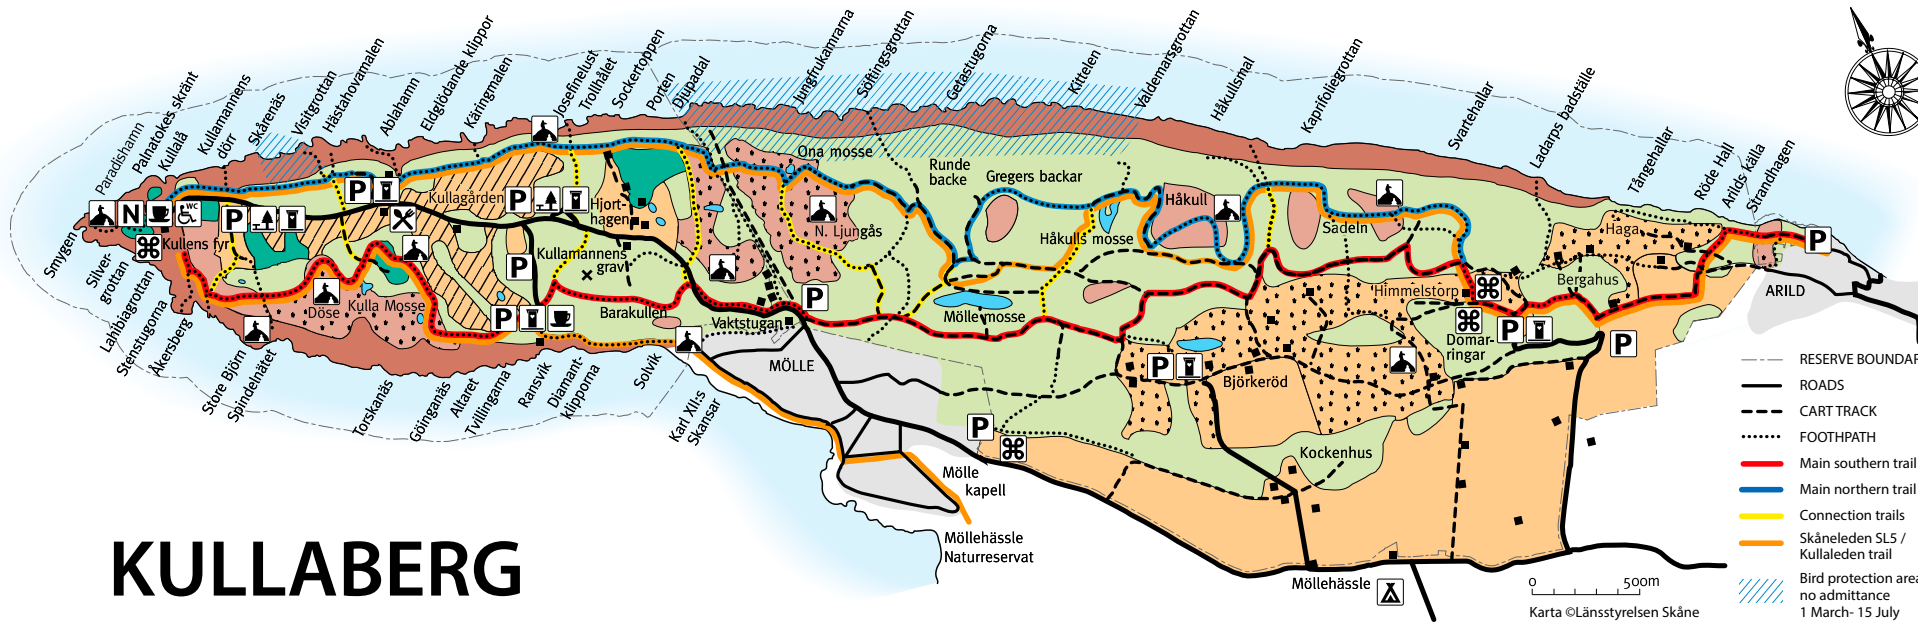 Paradishamn
Palnatokes skränt
Kullalå
Kullamannens
dörr
Skårenäs
Visitgrottan
Hästahovamalen
Ablahamn
Eldglödande klippor
Käringmalen
Josefinelust
Trollhålet
Sockertoppen
Porten
Djupadal
Jungfrukamrarna
Söftingsgrottan
Getastugorna
Kittelen
Valdemarsgrottan
Håkullsmal
Kaprifoliegrottan
Svartehallar
Ladarps badställe
Tångehallar
Röde Hall
Arilds källa
Strandhagen
Smygen
Silver-
grottan
Lahibiagrottan
Stenstugorna
Åkersberg
Store Björn
Spindelnätet
Torskanäs
Göinganäs
Altaret
Tvillingarna
Ransvik
Diamant-
klipporna
Solvik
Karl XII:s
Skansar
N
WC
P
P
P
P
P
P
P
P
P
P
P
Kullens fyr
Kullagården
Hjort-
hagen
Kullamannens
grav
Döse
Kulla Mosse
Barakullen
Vaktstugan
MÖLLE
Ona mosse
N. Ljungås
Runde
backe
Gregers backar
Håkulls mosse
Håkull
Sadeln
Mölle mosse
Himmelstorp
Domar-
ringar
Haga
Bergahus
ARILD
Björkeröd
Kockenhus
Mölle
kapell
Möllehässle
Naturreservat
Möllehässle
KULLABERG
RESERVE BOUNDAR
ROADS
CART TRACK
FOOTHPATH
Main southern trail
Main northern trail
Connection trails
Skåneleden SL5 /
Kullaleden trail
Bird protection area
no admittance
1 March- 15 July
0 500m
Karta ©Länsstyrelsen Skåne